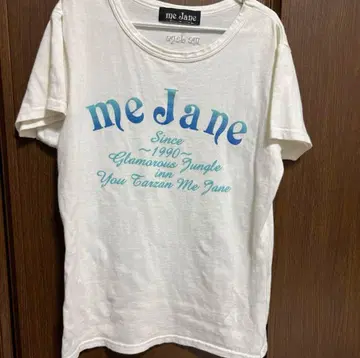 me Jane
me Jane
Since
~1990~
Glamorous Jungle
inn
You Tarzan Me Jane